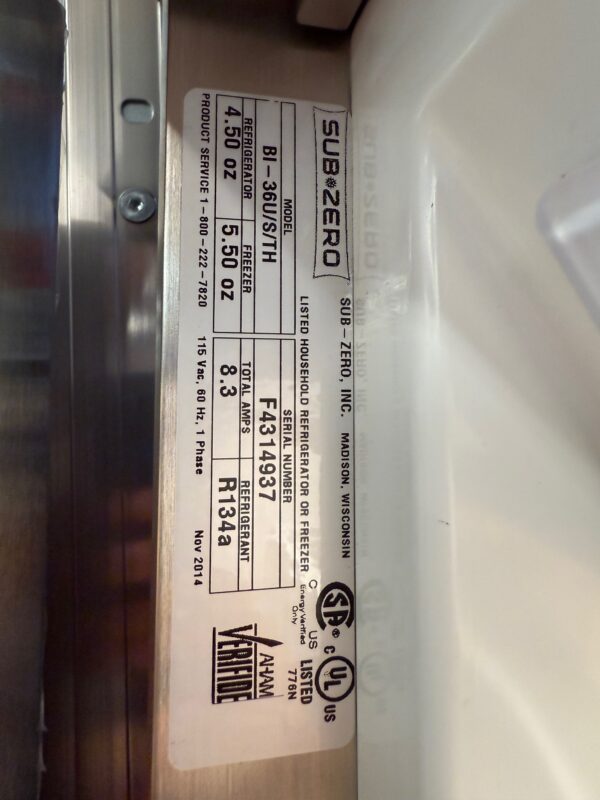 SUB ZERO
SUB-ZERO, INC. MADISON, WISCONSIN
LISTED HOUSEHOLD REFRIGERATOR OR FREEZER
MODEL
BI-36U/S/TH
SERIAL NUMBER
F4314937
REFRIGERATOR
4.50 oz
FREEZER
5.50 oz
TOTAL AMPS
8.3
REFRIGERANT
R134a
PRODUCT SERVICE 1-800-222-7820
115 Vac, 60 Hz, 1 Phase
Nov 2014
C SA® US
Energy Verified
Only
C UL US
LISTED
776N
AHAM
VERIFIDE